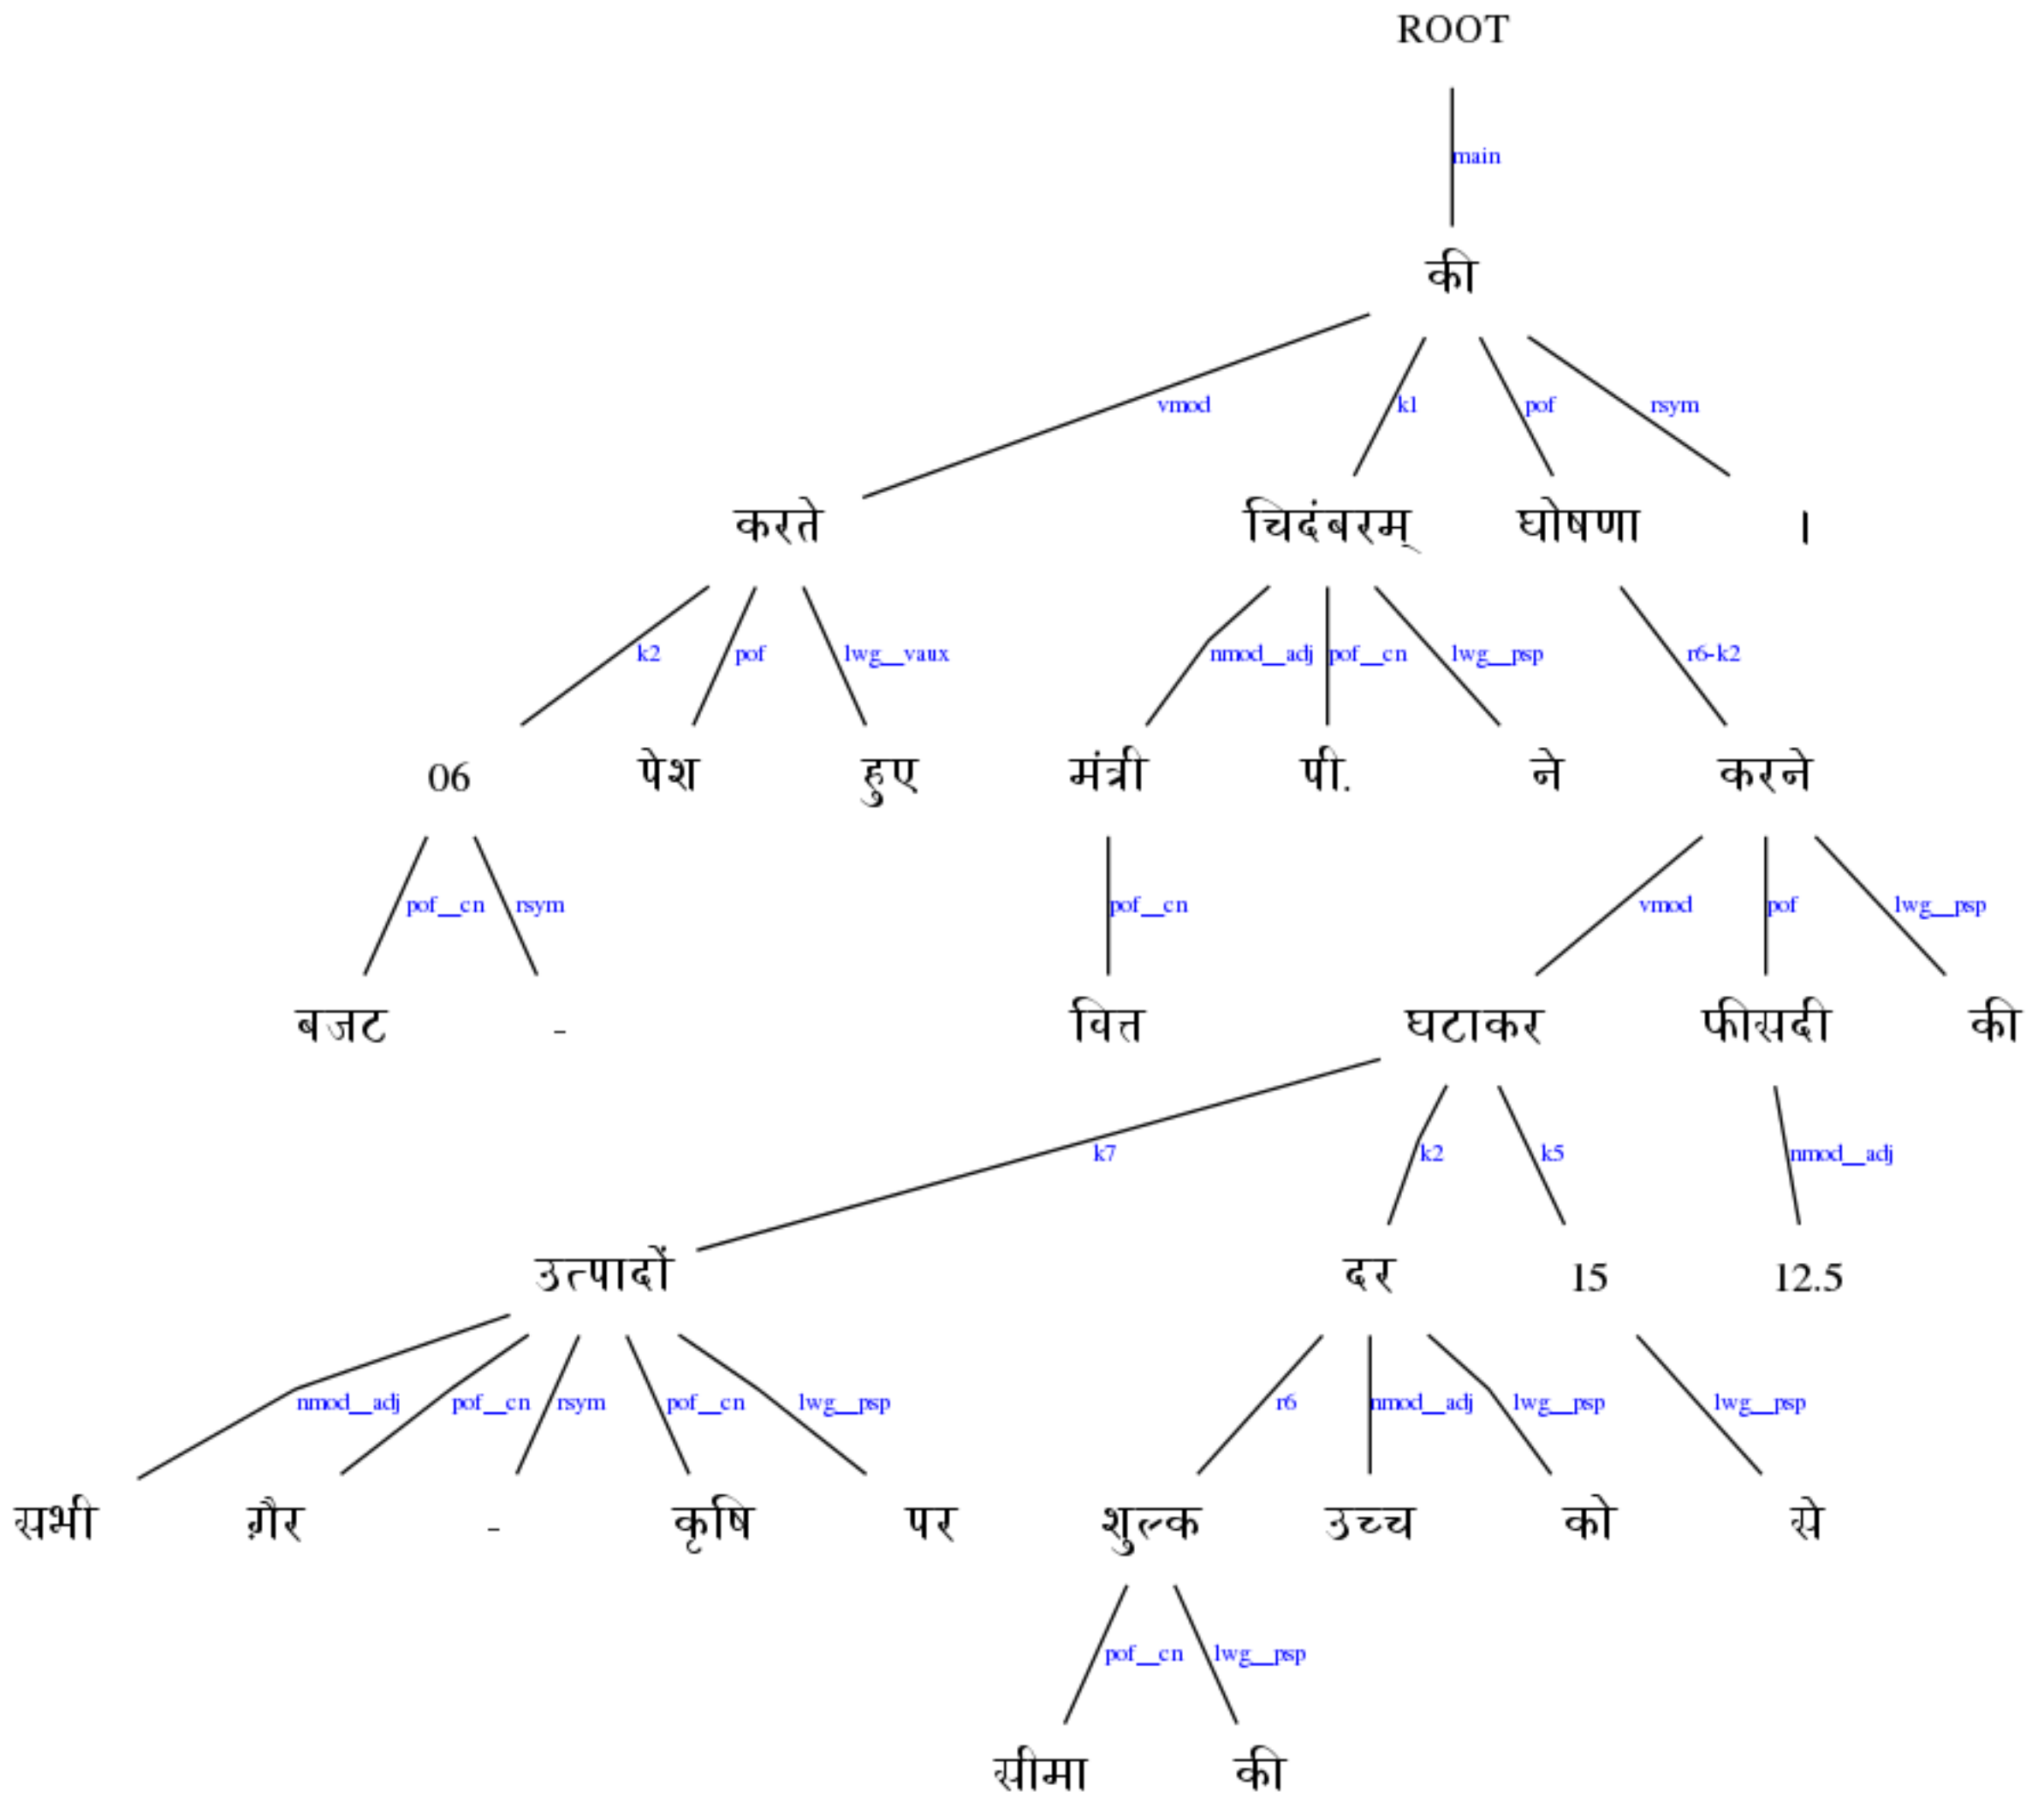 ROOT
main
की
vmod k1 pof rsym
करते चिदंबरम् घोषणा ।
k2 pof lwg__vaux nmod__adj pof__cn lwg__psp r6-k2
06 पेश हुए मंत्री पी. ने करने
pof__cn rsym pof__cn vmod pof lwg__psp
बजट - वित्त घटाकर फीसदी की
k7 k2 k5 nmod__adj
उत्पादों दर 15 12.5
nmod__adj pof__cn rsym pof__cn lwg__psp r6 nmod__adj lwg__psp lwg__psp
सभी ग़ैर - कृषि पर शुल्क उच्च को से
pof__cn lwg__psp
सीमा की